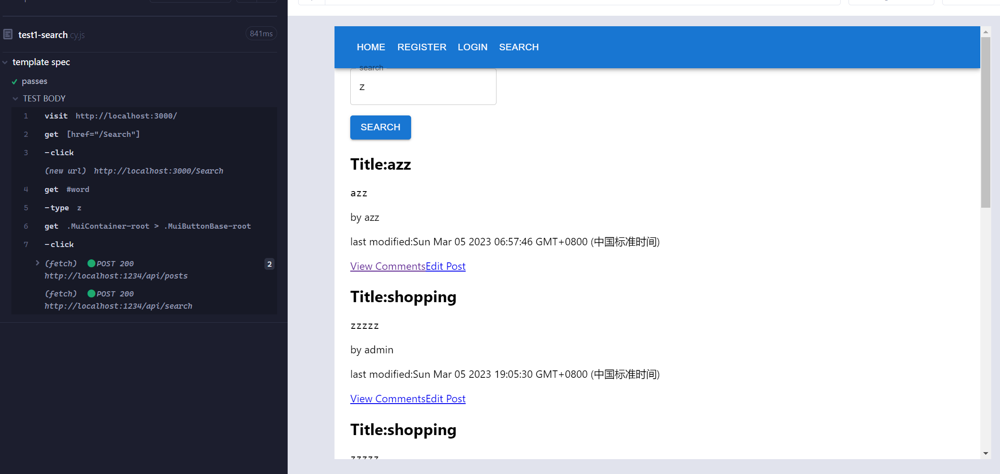 test1-search.cy.js 841ms
template spec
passes
TEST BODY
1 visit http://localhost:3000/
2 get [href="/Search"]
3 -click
(new url) http://localhost:3000/Search
4 get #word
5 -type z
6 get .MuiContainer-root > .MuiButtonBase-root
7 -click
(fetch) POST 200 2
http://localhost:1234/api/posts
(fetch) POST 200
http://localhost:1234/api/search
HOME REGISTER LOGIN SEARCH
search
z
SEARCH
Title:azz
azz
by azz
last modified:Sun Mar 05 2023 06:57:46 GMT+0800 (中国标准时间)
View CommentsEdit Post
Title:shopping
zzzzz
by admin
last modified:Sun Mar 05 2023 19:05:30 GMT+0800 (中国标准时间)
View CommentsEdit Post
Title:shopping
zzzzz